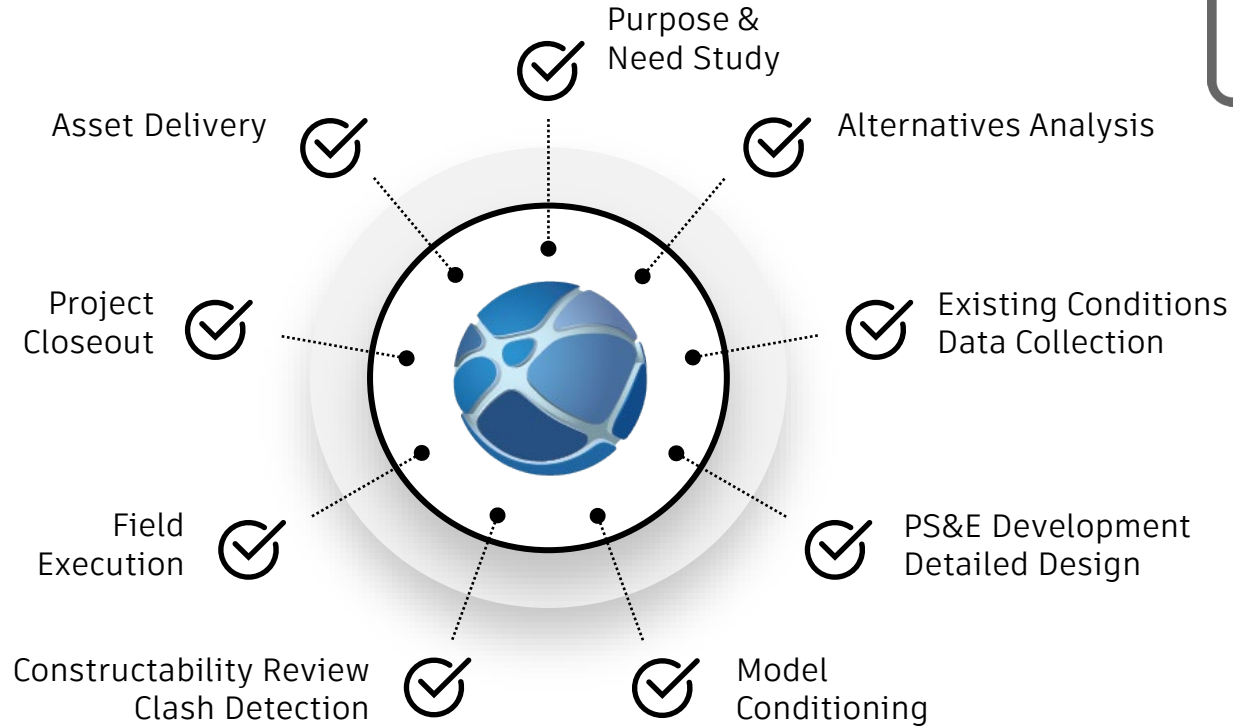 Purpose &
Need Study
Alternatives Analysis
Existing Conditions
Data Collection
PS&E Development
Detailed Design
Model
Conditioning
Constructability Review
Clash Detection
Field
Execution
Project
Closeout
Asset Delivery